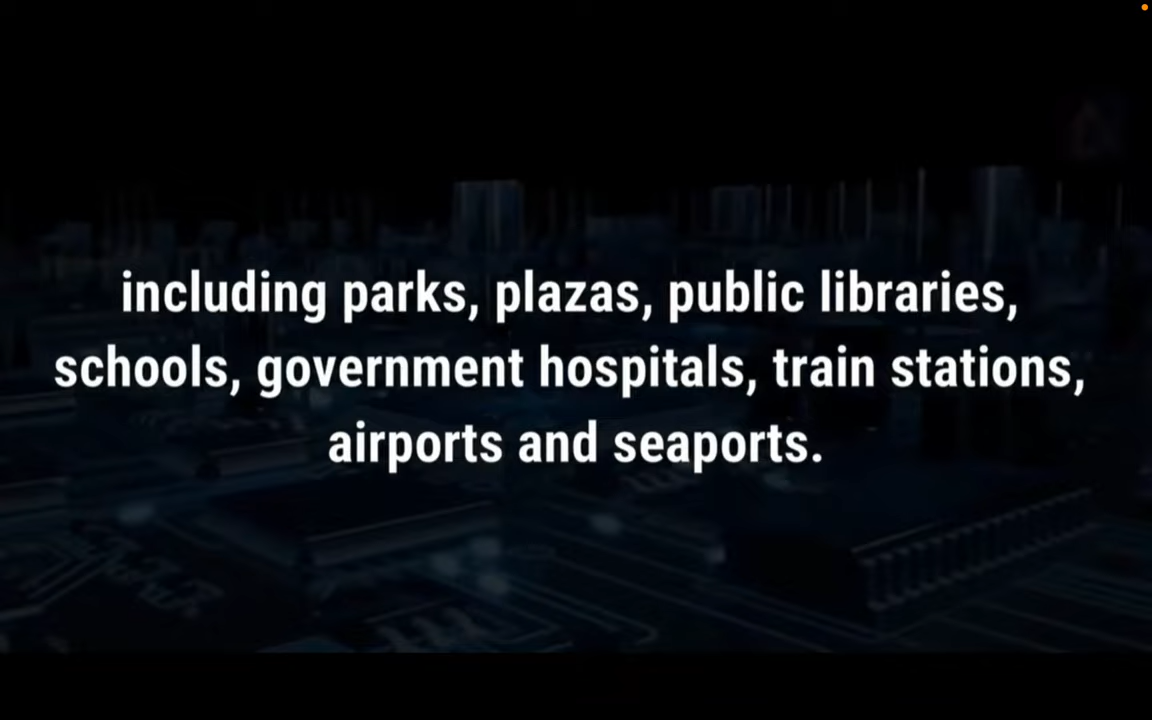 including parks, plazas, public libraries,
schools, government hospitals, train stations,
airports and seaports.